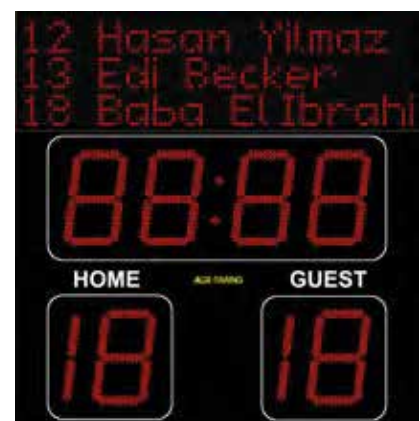 12 Hasan Yilmaz
13 Edi Becker
18 Baba El Ibrahi
88:88
HOME GUEST
18 18